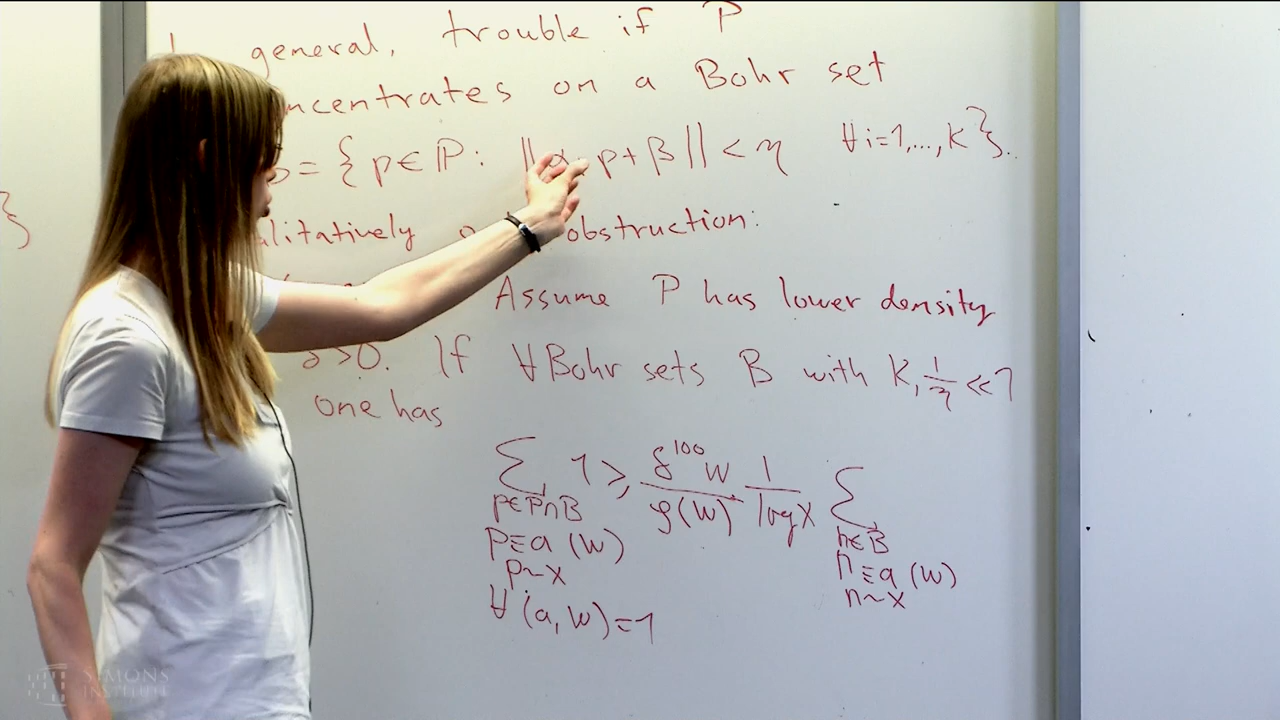 general, trouble if P
ncentrates on a Bohr set
= { p ∈ ℙ : || α p + β || < η ∀ i = 1, ..., K }.
}
alitatively obstruction:
Assume P has lower density
δ > 0. If ∀ Bohr sets B with K, 1/η ≪ 1
one has
∑ 1 ≥ δ^100 W / φ(W) · 1 / log X ∑
p ∈ P ∩ B n ∈ B
p ≡ a (W) n ≡ a (W)
p ~ X n ~ X
∀ (a, W) = 1
SIMONS
INSTITUTE